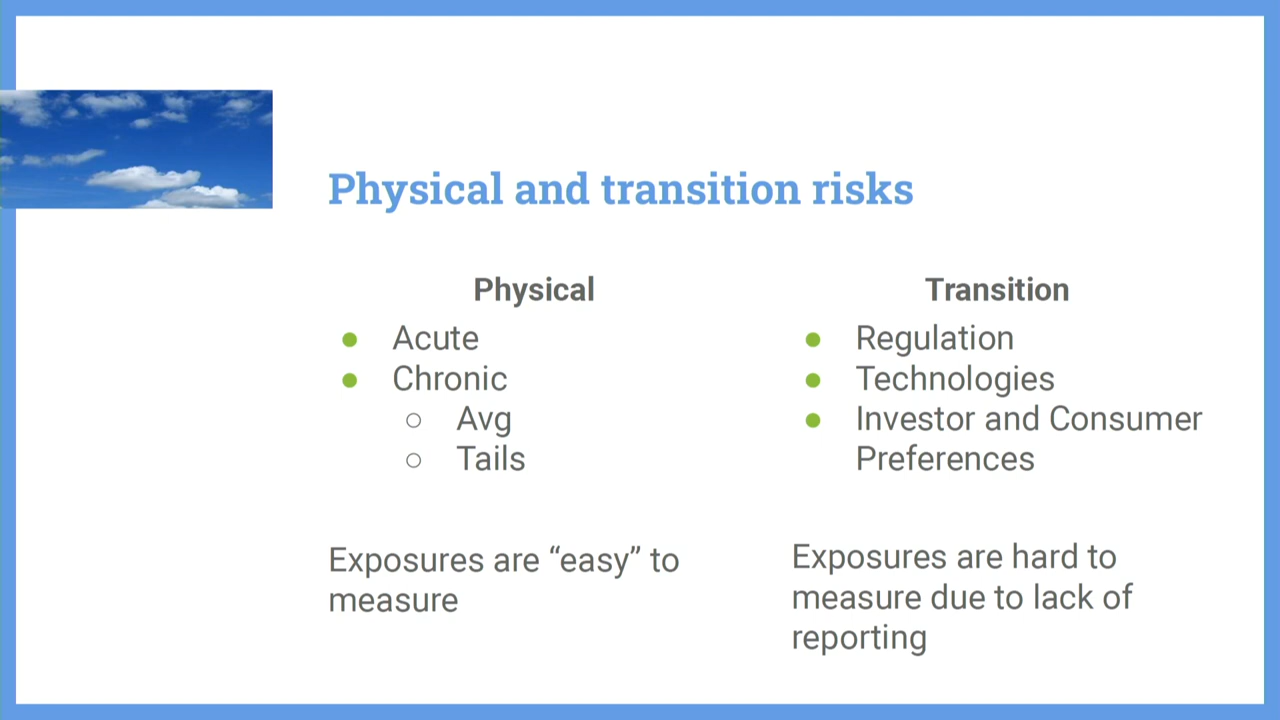 Physical and transition risks
Physical
Acute
Chronic
Avg
Tails
Exposures are “easy” to
measure
Transition
Regulation
Technologies
Investor and Consumer
Preferences
Exposures are hard to
measure due to lack of
reporting